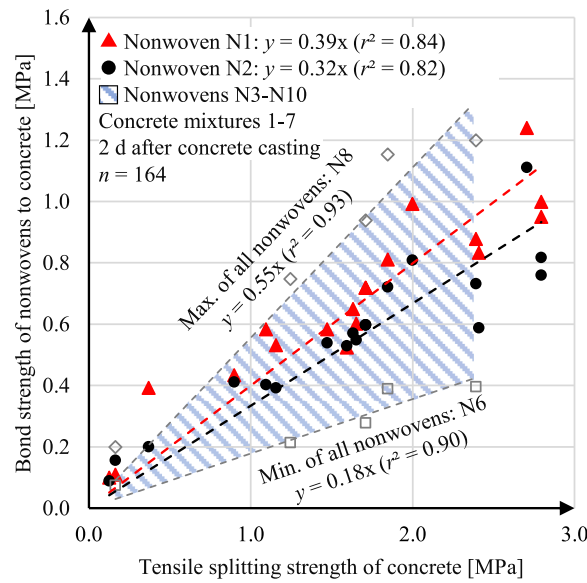 1.6
1.4
1.2
1.0
0.8
0.6
0.4
0.2
0.0
Bond strength of nonwovens to concrete [MPa]
Nonwoven N1: y = 0.39x (r² = 0.84)
Nonwoven N2: y = 0.32x (r² = 0.82)
Nonwovens N3-N10
Concrete mixtures 1-7
2 d after concrete casting
n = 164
Max. of all nonwovens: N8
y = 0.55x (r² = 0.93)
Min. of all nonwovens: N6
y = 0.18x (r² = 0.90)
0.0 1.0 2.0 3.0
Tensile splitting strength of concrete [MPa]